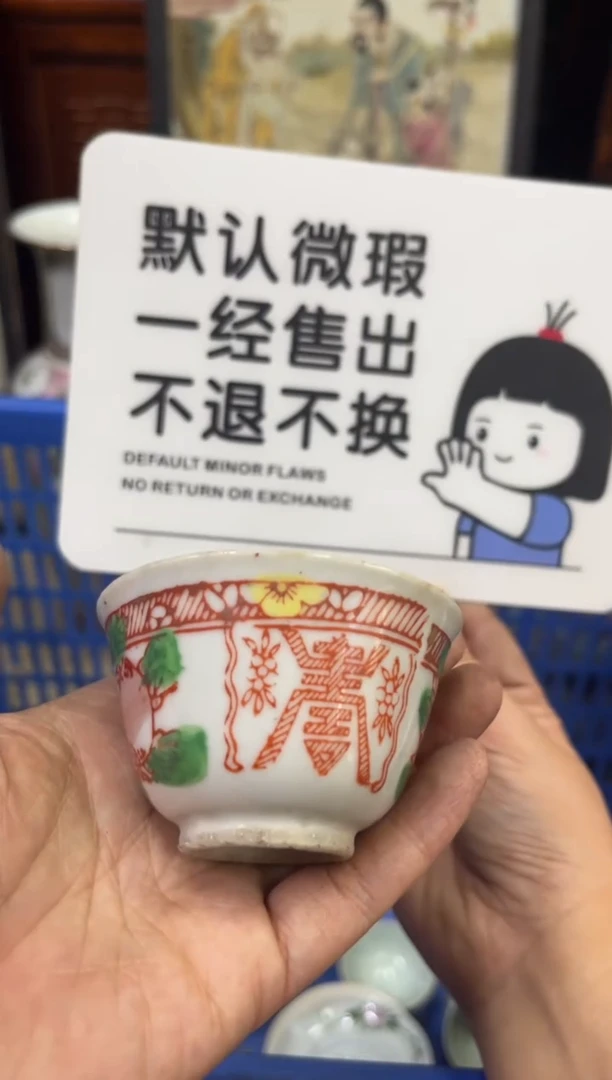 默认微瑕
一经售出
不退不换
DEFAULT MINOR FLAWS
NO RETURN OR EXCHANGE